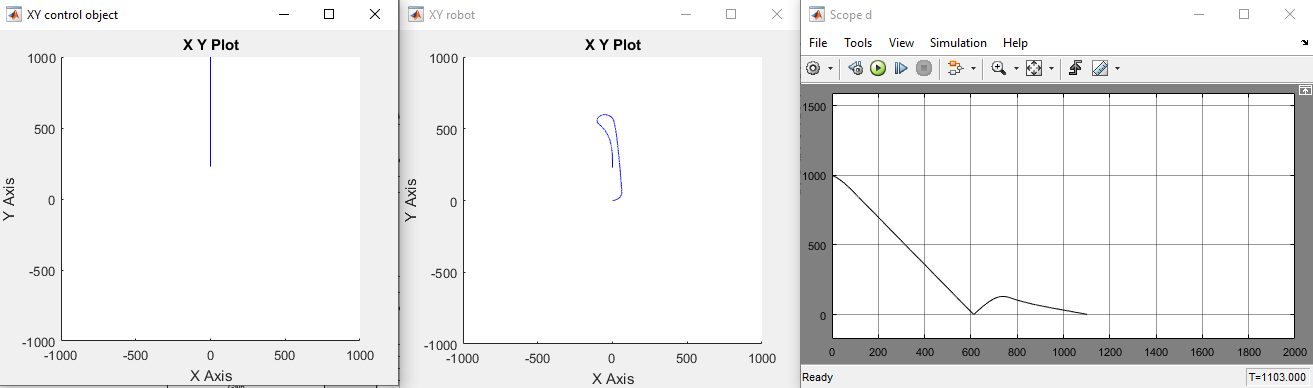 XY control object
X Y Plot
1000
500
0
-500
-1000
-1000
-500
0
500
1000
Y Axis
X Axis
XY robot
X Y Plot
1000
500
0
-500
-1000
-1000
-500
0
500
1000
Y Axis
X Axis
Scope d
File Tools View Simulation Help
1500
1000
500
0
0 200 400 600 800 1000 1200 1400 1600 1800 2000
Ready
T=1103.000